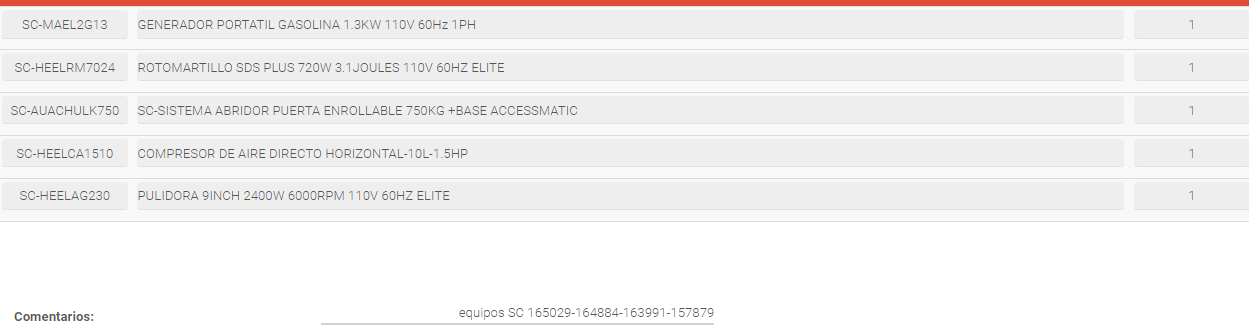 SC-MAEL2G13 GENERADOR PORTATIL GASOLINA 1.3KW 110V 60Hz 1PH 1
SC-HEELRM7024 ROTOMARTILLO SDS PLUS 720W 3.1JOULES 110V 60HZ ELITE 1
SC-AUACHULK750 SC-SISTEMA ABRIDOR PUERTA ENROLLABLE 750KG +BASE ACCESSMATIC 1
SC-HEELCA1510 COMPRESOR DE AIRE DIRECTO HORIZONTAL-10L-1.5HP 1
SC-HEELAG230 PULIDORA 9INCH 2400W 6000RPM 110V 60HZ ELITE 1
Comentarios: equipos SC 165029-164884-163991-157879